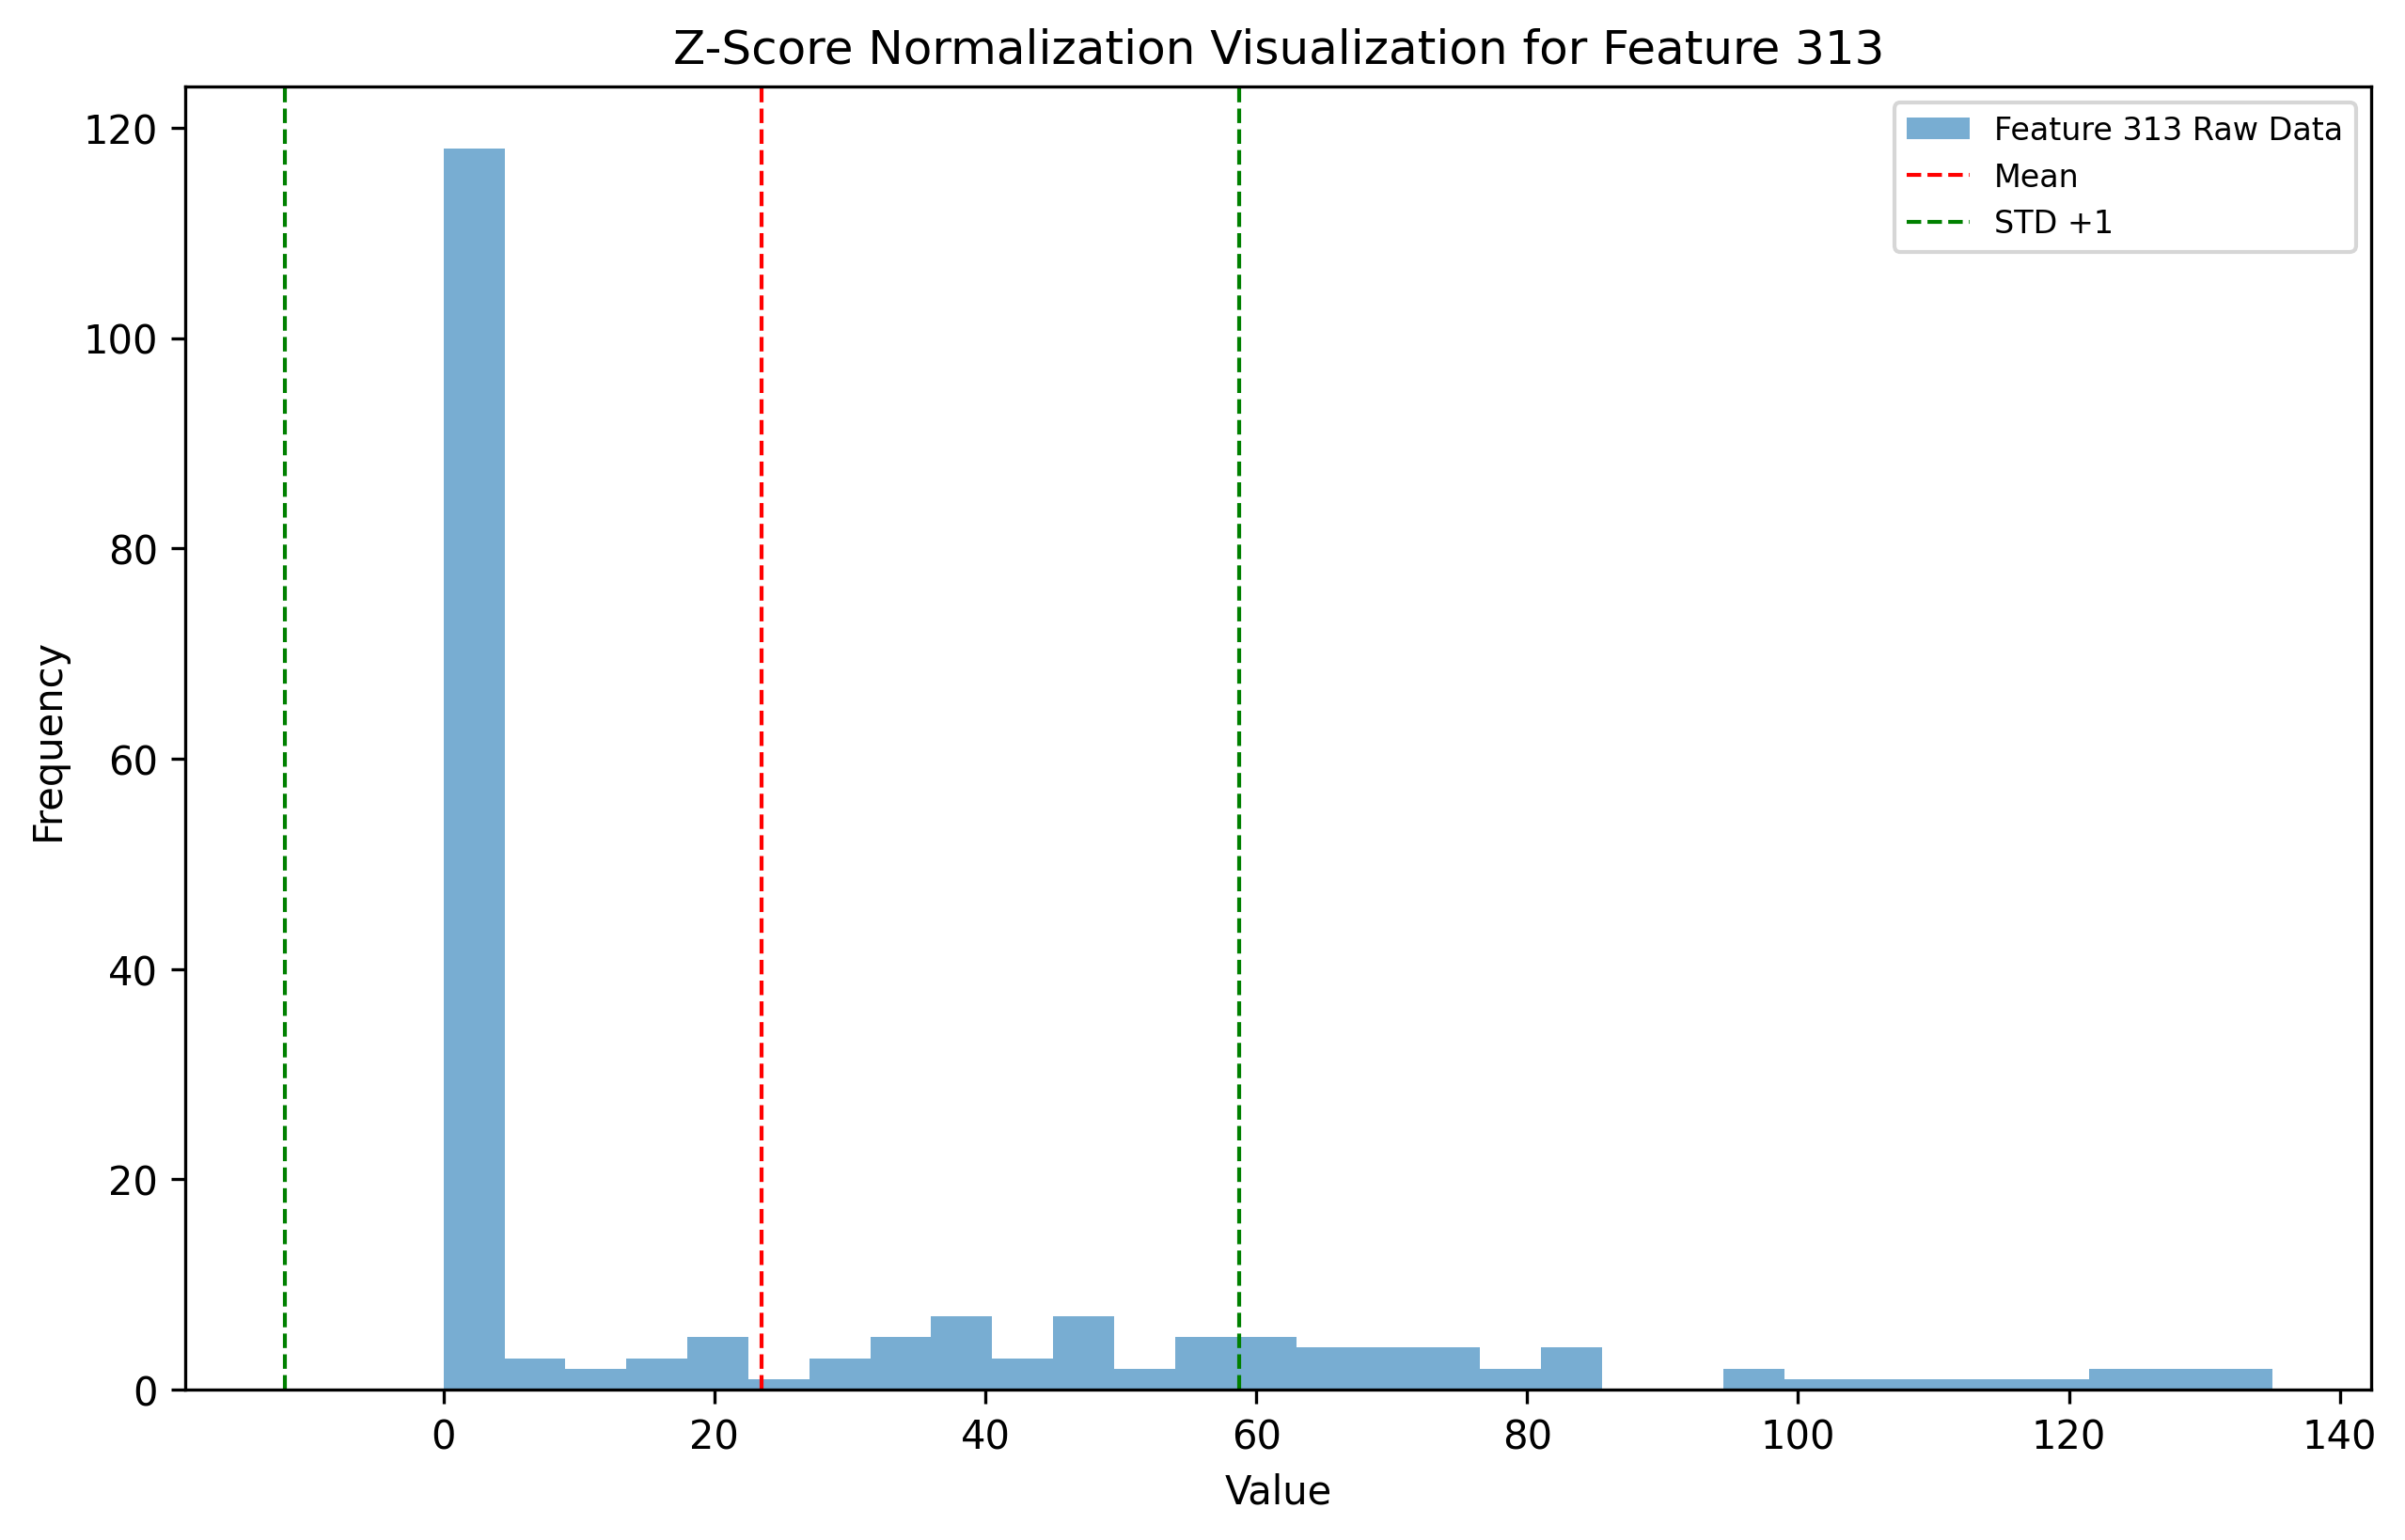 Z-Score Normalization Visualization for Feature 313
Feature 313 Raw Data
Mean
STD +1
120
100
80
60
40
20
0
Frequency
0 20 40 60 80 100 120 140
Value